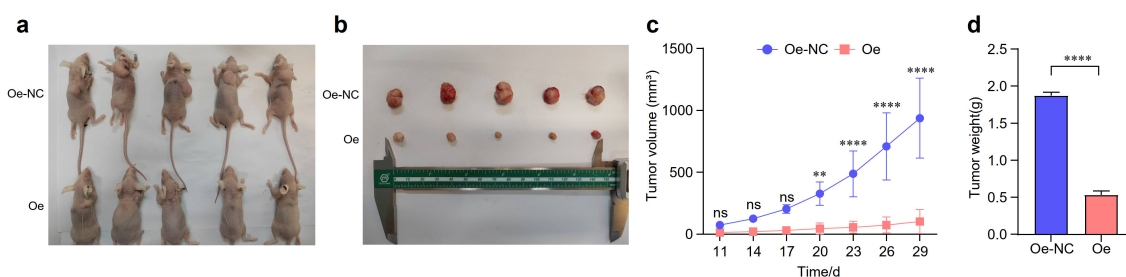 a
Oe-NC
Oe
b
Oe-NC
Oe
c
Oe-NC
Oe
Tumor volume (mm³)
1500
1000
500
0
ns
ns
ns
**
****
****
****
11 14 17 20 23 26 29
Time/d
d
Tumor weight(g)
2.5
2.0
1.5
1.0
0.5
0.0
****
Oe-NC Oe